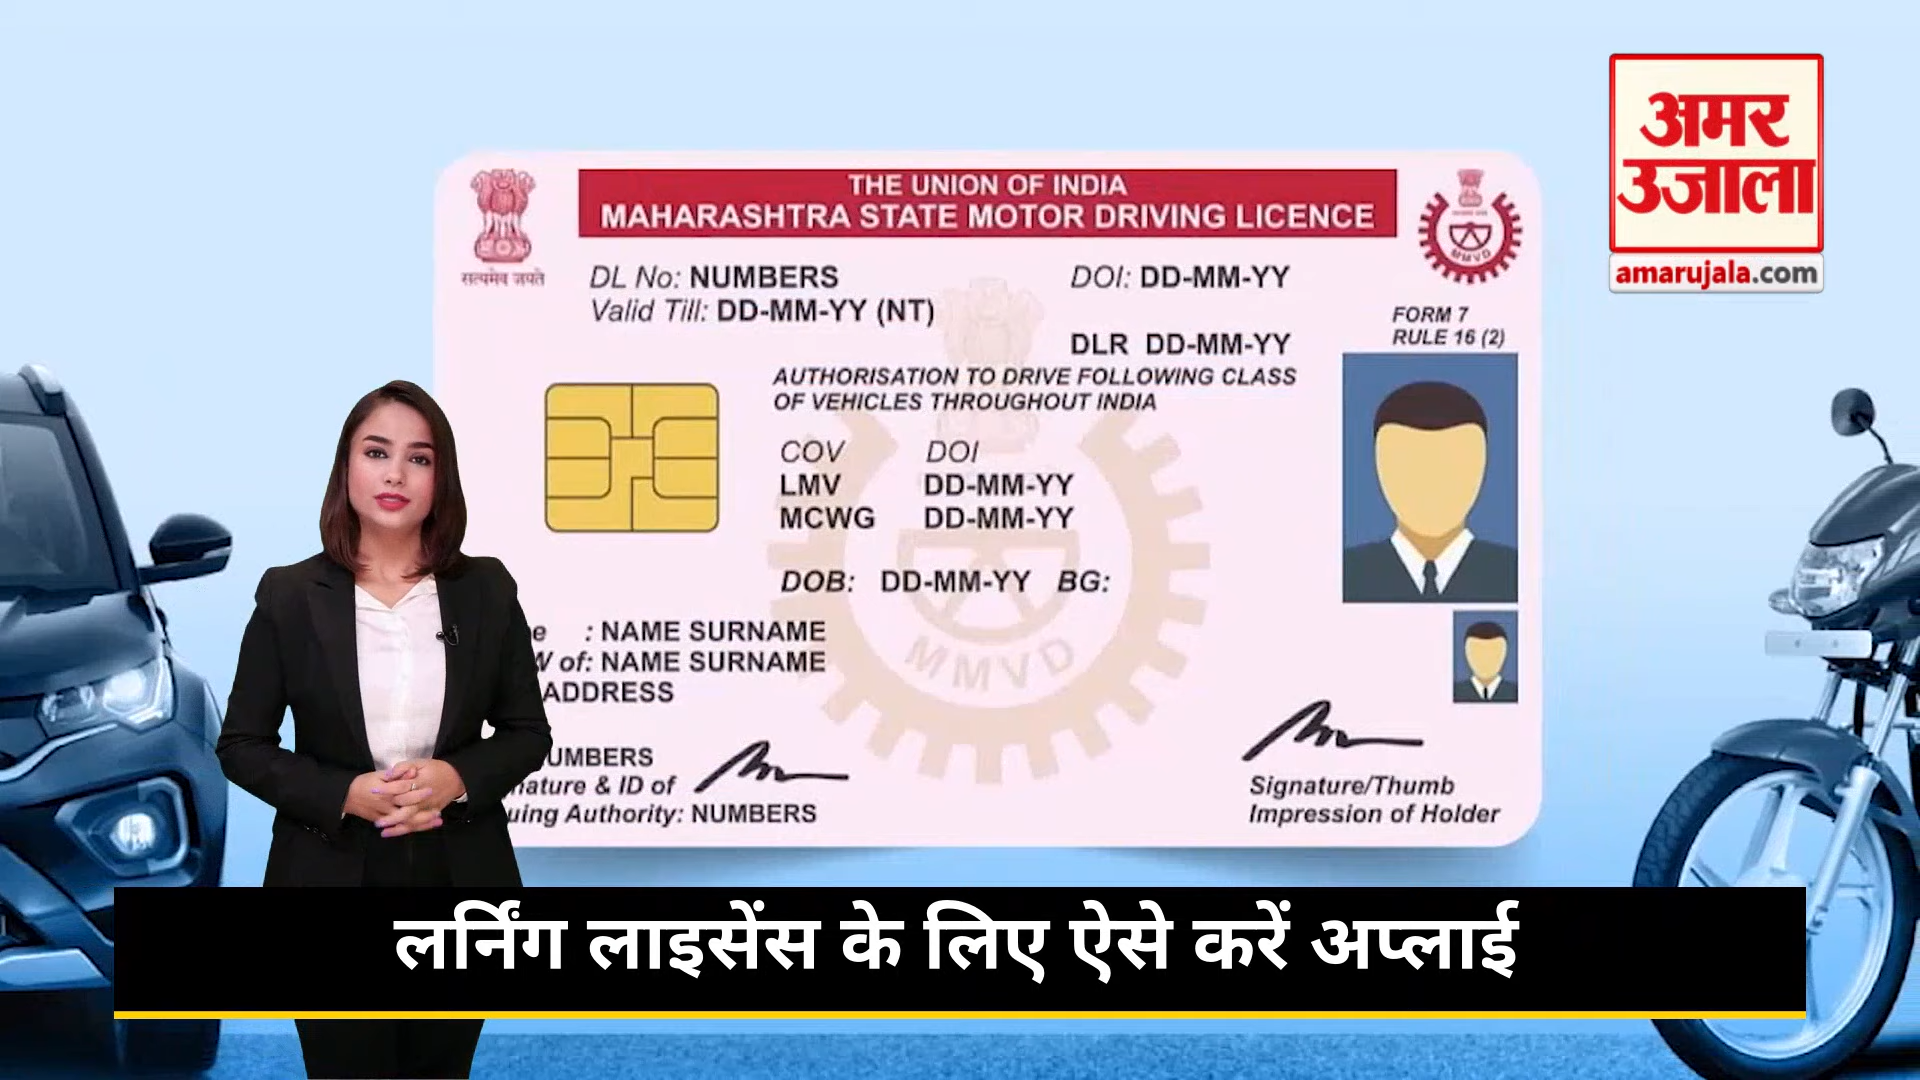 अमर
उजाला
amarujala.com
THE UNION OF INDIA
MAHARASHTRA STATE MOTOR DRIVING LICENCE
सत्यमेव जयते
MMVD
DL No: NUMBERS
DOI: DD-MM-YY
Valid Till: DD-MM-YY (NT)
FORM 7
RULE 16 (2)
DLR DD-MM-YY
AUTHORISATION TO DRIVE FOLLOWING CLASS
OF VEHICLES THROUGHOUT INDIA
COV DOI
LMV DD-MM-YY
MCWG DD-MM-YY
DOB: DD-MM-YY BG:
e : NAME SURNAME
W of: NAME SURNAME
ADDRESS
MMVD
UMBERS
nature & ID of
uing Authority: NUMBERS
Signature/Thumb
Impression of Holder
लर्निंग लाइसेंस के लिए ऐसे करें अप्लाई